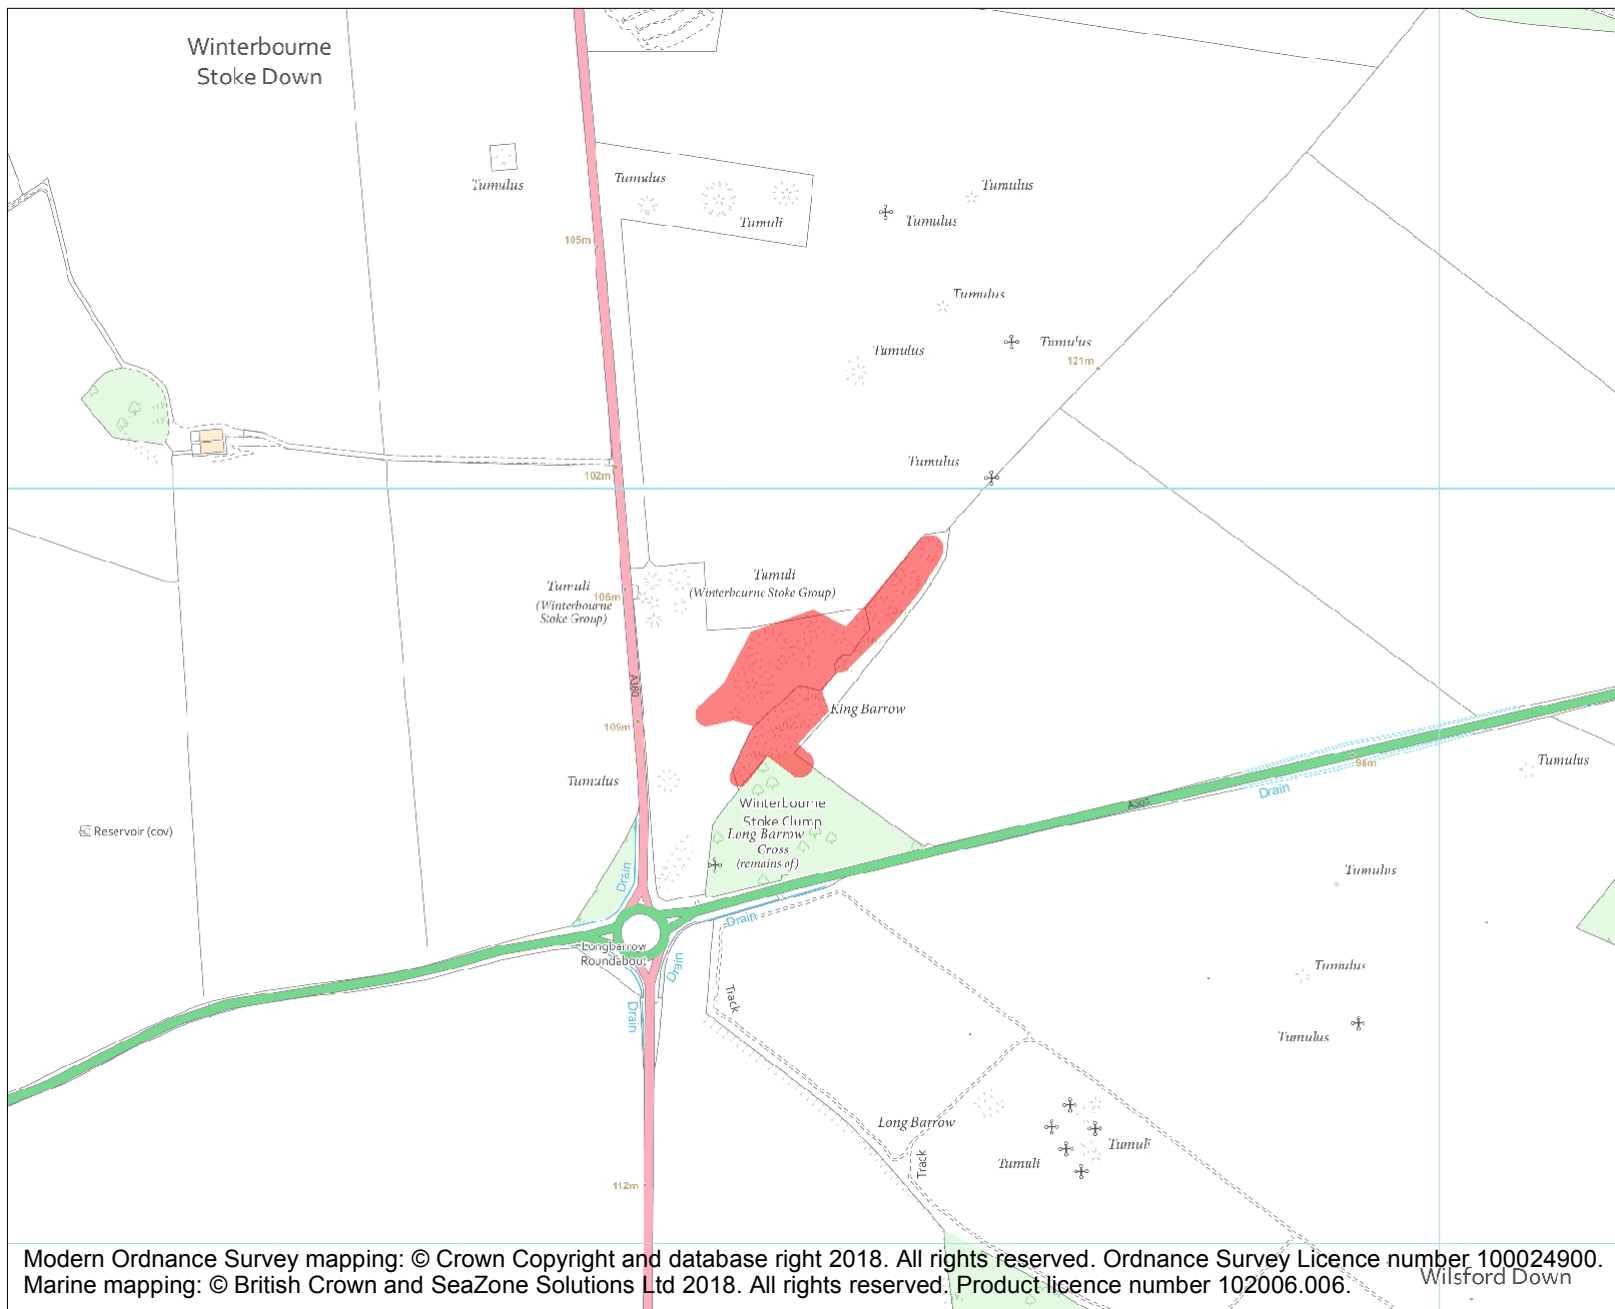 Winterbourne
Stoke Down
Tumulus
Tumulus
Tumuli
Tumulus
Tumulus
105m
Tumulus
Tumulus
Tumulus
121m
Tumulus
102m
Tumuli
(Winterbourne
Stoke Group)
106m
Tumuli
(Winterbourne Stoke Group)
A360
King Barrow
109m
Tumulus
Winterbourne
Stoke Clump
Long Barrow
Cross
(remains of)
Reservoir (cov)
Drain
A303
Drain
98m
Tumulus
Tumulus
Drain
Longbarrow
Roundabout
Drain
Drain
Track
Tumulus
Tumulus
Long Barrow
Tumuli
Tumuli
Track
112m
Modern Ordnance Survey mapping: © Crown Copyright and database right 2018. All rights reserved. Ordnance Survey Licence number 100024900.
Marine mapping: © British Crown and SeaZone Solutions Ltd 2018. All rights reserved. Product licence number 102006.006.
Wilsford Down